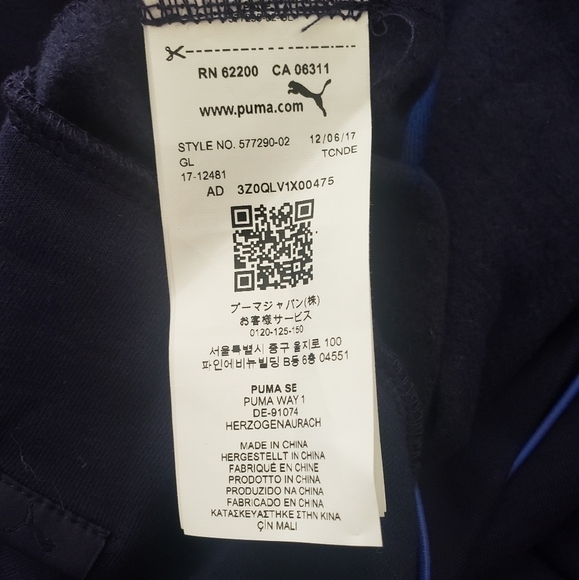 RN 62200 CA 06311
www.puma.com
STYLE NO. 577290-02 12/06/17
GL TCNDE
17-12481
AD 3Z0QLV1X00475
プーマジャパン(株)
お客様サービス
0120-125-150
서울특별시 중구 을지로 100
파인에비뉴빌딩 B동 6층 04551
PUMA SE
PUMA WAY 1
DE-91074
HERZOGENAURACH
MADE IN CHINA
HERGESTELLT IN CHINA
FABRIQUÉ EN CHINE
PRODOTTO IN CHINA
PRODUZIDO NA CHINA
FABRICADO EN CHINA
ΚΑΤΑΣΚΕΥΑΣΤΗΚΕ ΣΤΗΝ ΚΙΝΑ
ÇİN MALI